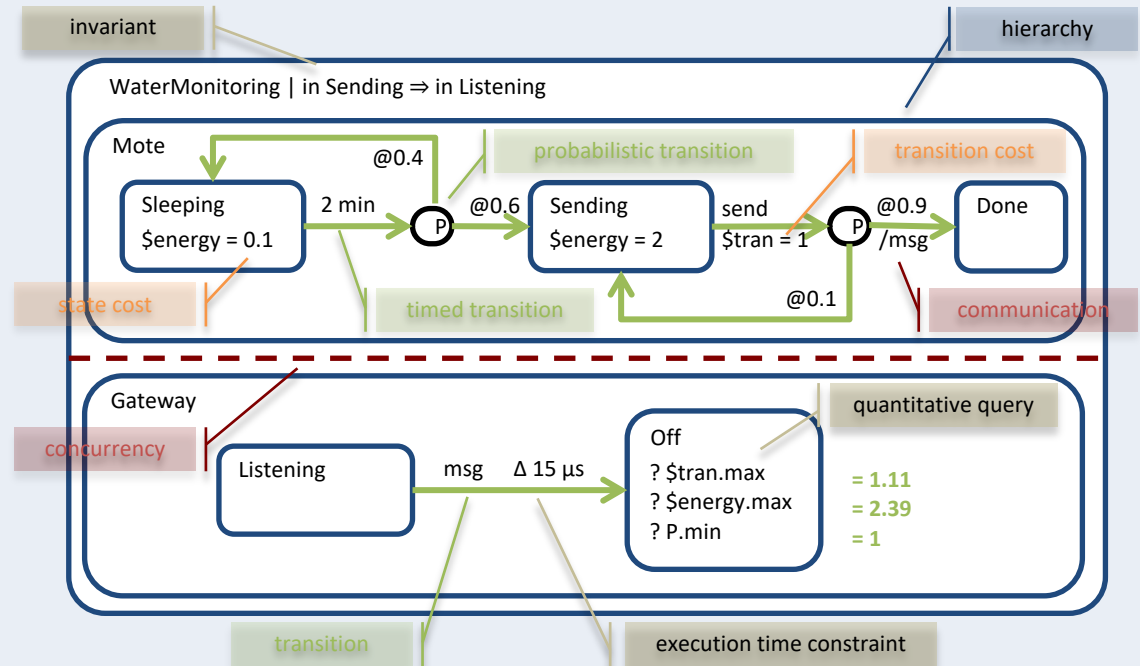 invariant
hierarchy
WaterMonitoring | in Sending ⇒ in Listening
Mote
@0.4
probabilistic transition
transition cost
Sleeping
$energy = 0.1
2 min
P
@0.6
Sending
$energy = 2
send
$tran = 1
P
@0.9
/msg
Done
state cost
timed transition
@0.1
communication
Gateway
quantitative query
concurrency
Listening
msg
Δ 15 µs
Off
? $tran.max
? $energy.max
? P.min
= 1.11
= 2.39
= 1
transition
execution time constraint